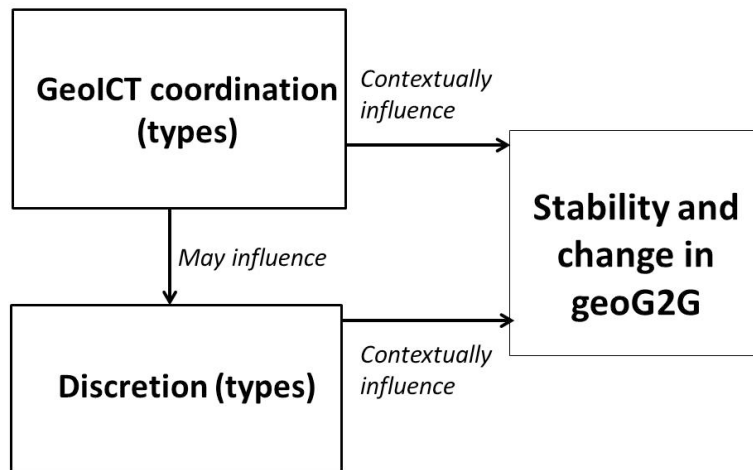 GeoICT coordination
(types)
Contextually
influence
Stability and
change in
geoG2G
May influence
Discretion (types)
Contextually
influence